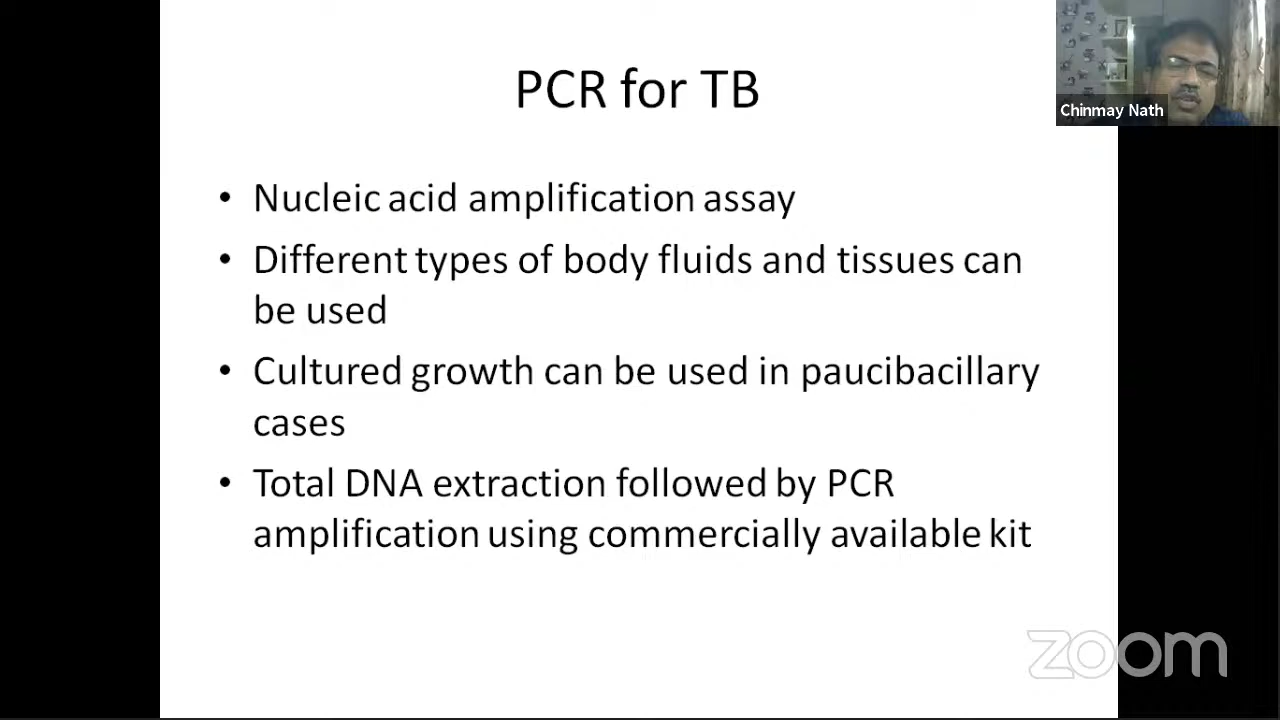 PCR for TB
Chinmay Nath
• Nucleic acid amplification assay
• Different types of body fluids and tissues can
be used
• Cultured growth can be used in paucibacillary
cases
• Total DNA extraction followed by PCR
amplification using commercially available kit
zoom